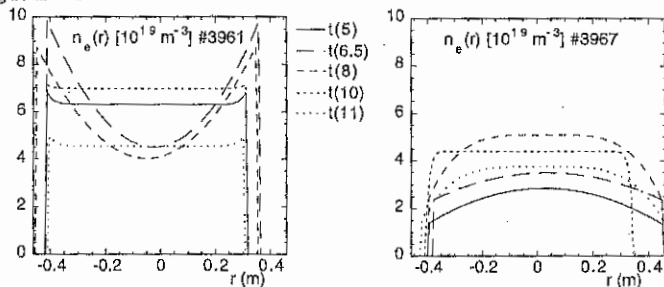 n_e(r) [10^19 m^-3] #3961
10
8
6
4
2
0
-0.4 -0.2 0 0.2 0.4
r (m)
t(5)
t(6.5)
t(8)
t(10)
t(11)
n_e(r) [10^19 m^-3] #3967
10
8
6
4
2
0
-0.4 -0.2 0 0.2 0.4
r (m)